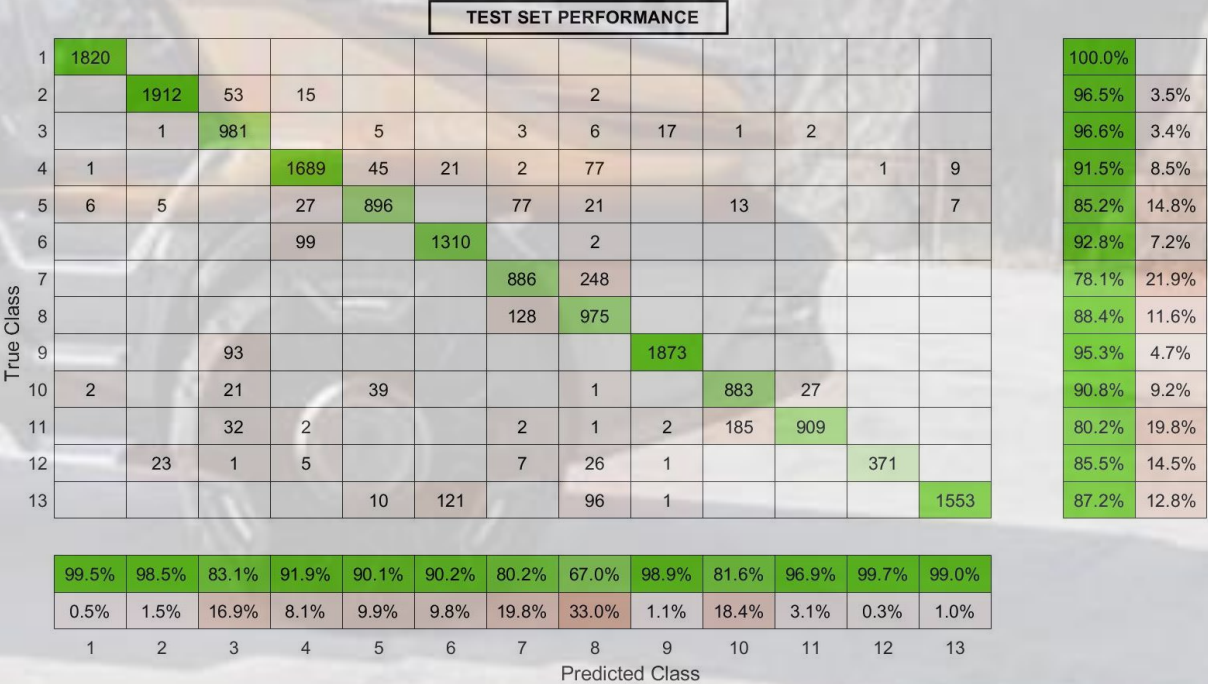 TEST SET PERFORMANCE
1 1820 100.0%
2 1912 53 15 2 96.5% 3.5%
3 1 981 5 3 6 17 1 2 96.6% 3.4%
4 1 1689 45 21 2 77 1 9 91.5% 8.5%
5 6 5 27 896 77 21 13 7 85.2% 14.8%
6 99 1310 2 92.8% 7.2%
7 886 248 78.1% 21.9%
8 128 975 88.4% 11.6%
9 93 1873 95.3% 4.7%
10 2 21 39 1 883 27 90.8% 9.2%
11 32 2 2 1 2 185 909 80.2% 19.8%
12 23 1 5 7 26 1 371 85.5% 14.5%
13 10 121 96 1 1553 87.2% 12.8%
True Class
99.5% 98.5% 83.1% 91.9% 90.1% 90.2% 80.2% 67.0% 98.9% 81.6% 96.9% 99.7% 99.0%
0.5% 1.5% 16.9% 8.1% 9.9% 9.8% 19.8% 33.0% 1.1% 18.4% 3.1% 0.3% 1.0%
1 2 3 4 5 6 7 8 9 10 11 12 13
Predicted Class